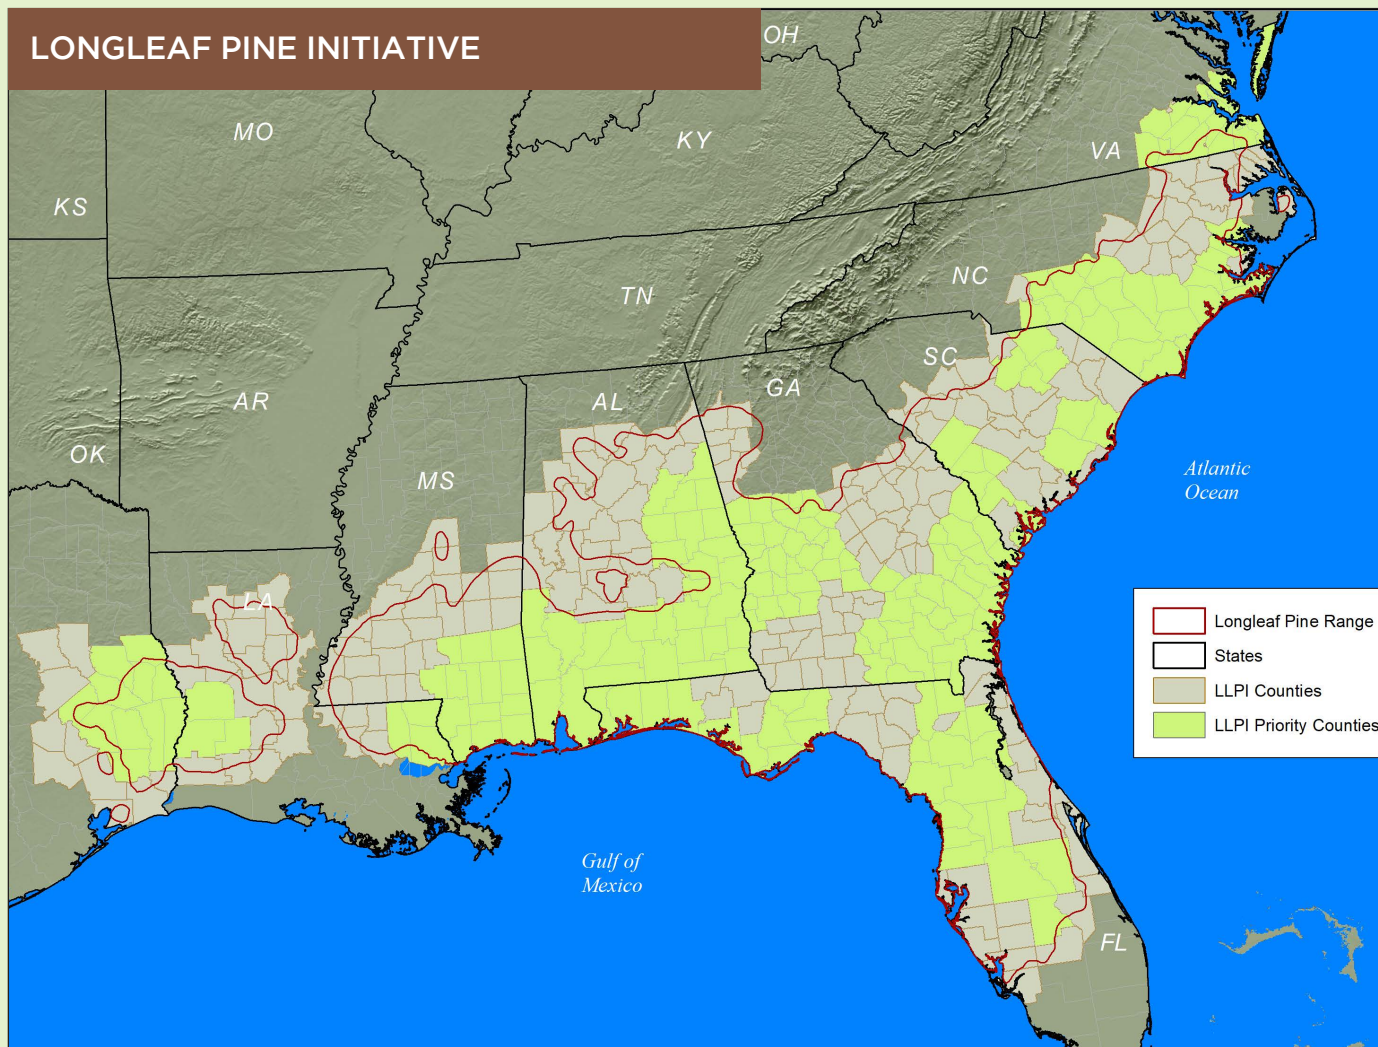 LONGLEAF PINE INITIATIVE
OH
MO
KY
VA
KS
TN
NC
SC
GA
AR
AL
OK
MS
Atlantic
Ocean
LA
Longleaf Pine Range
States
LLPI Counties
LLPI Priority Counties
Gulf of
Mexico
FL